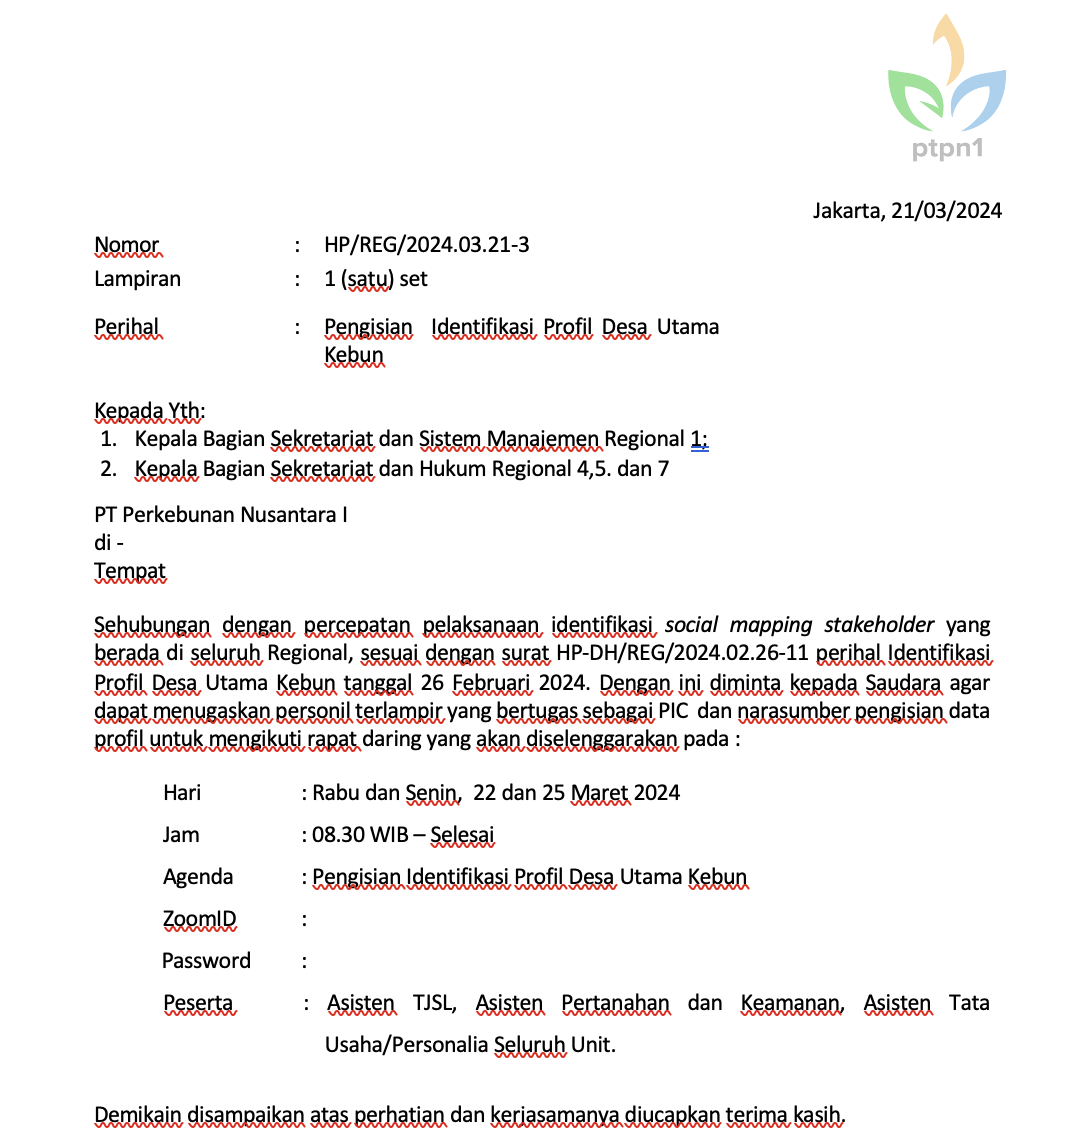 ptpn1
Jakarta, 21/03/2024
Nomor : HP/REG/2024.03.21-3
Lampiran : 1 (satu) set
Perihal : Pengisian Identifikasi Profil Desa Utama
Kebun
Kepada Yth:
1. Kepala Bagian Sekretariat dan Sistem Manajemen Regional 1;
2. Kepala Bagian Sekretariat dan Hukum Regional 4,5. dan 7
PT Perkebunan Nusantara I
di -
Tempat
Sehubungan dengan percepatan pelaksanaan identifikasi social mapping stakeholder yang
berada di seluruh Regional, sesuai dengan surat HP-DH/REG/2024.02.26-11 perihal Identifikasi
Profil Desa Utama Kebun tanggal 26 Februari 2024. Dengan ini diminta kepada Saudara agar
dapat menugaskan personil terlampir yang bertugas sebagai PIC dan narasumber pengisian data
profil untuk mengikuti rapat daring yang akan diselenggarakan pada :
Hari : Rabu dan Senin, 22 dan 25 Maret 2024
Jam : 08.30 WIB – Selesai
Agenda : Pengisian Identifikasi Profil Desa Utama Kebun
ZoomID :
Password :
Peserta : Asisten TJSL, Asisten Pertanahan dan Keamanan, Asisten Tata
Usaha/Personalia Seluruh Unit.
Demikain disampaikan atas perhatian dan kerjasamanya diucapkan terima kasih.